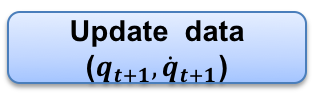 Update data
(q_{t+1}, q̇_{t+1})